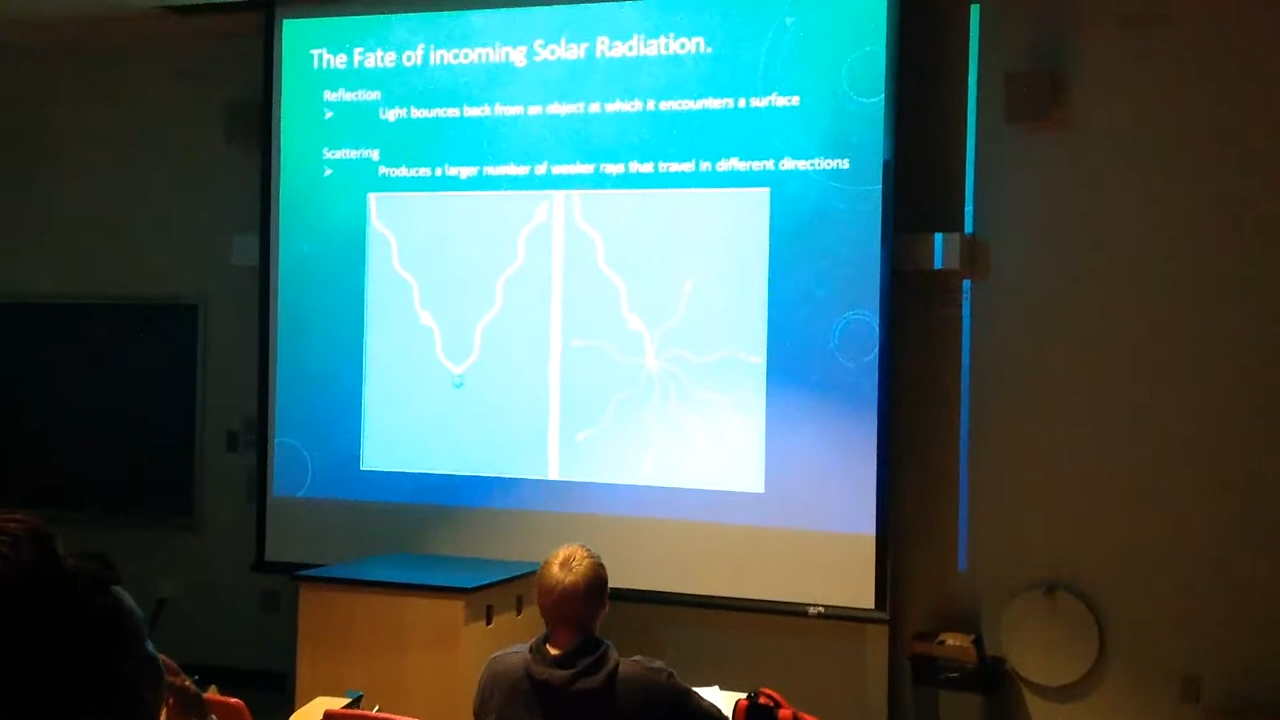 The Fate of incoming Solar Radiation.
Reflection
➢ Light bounces back from an object at which it encounters a surface
Scattering
➢ Produces a larger number of weaker rays that travel in different directions